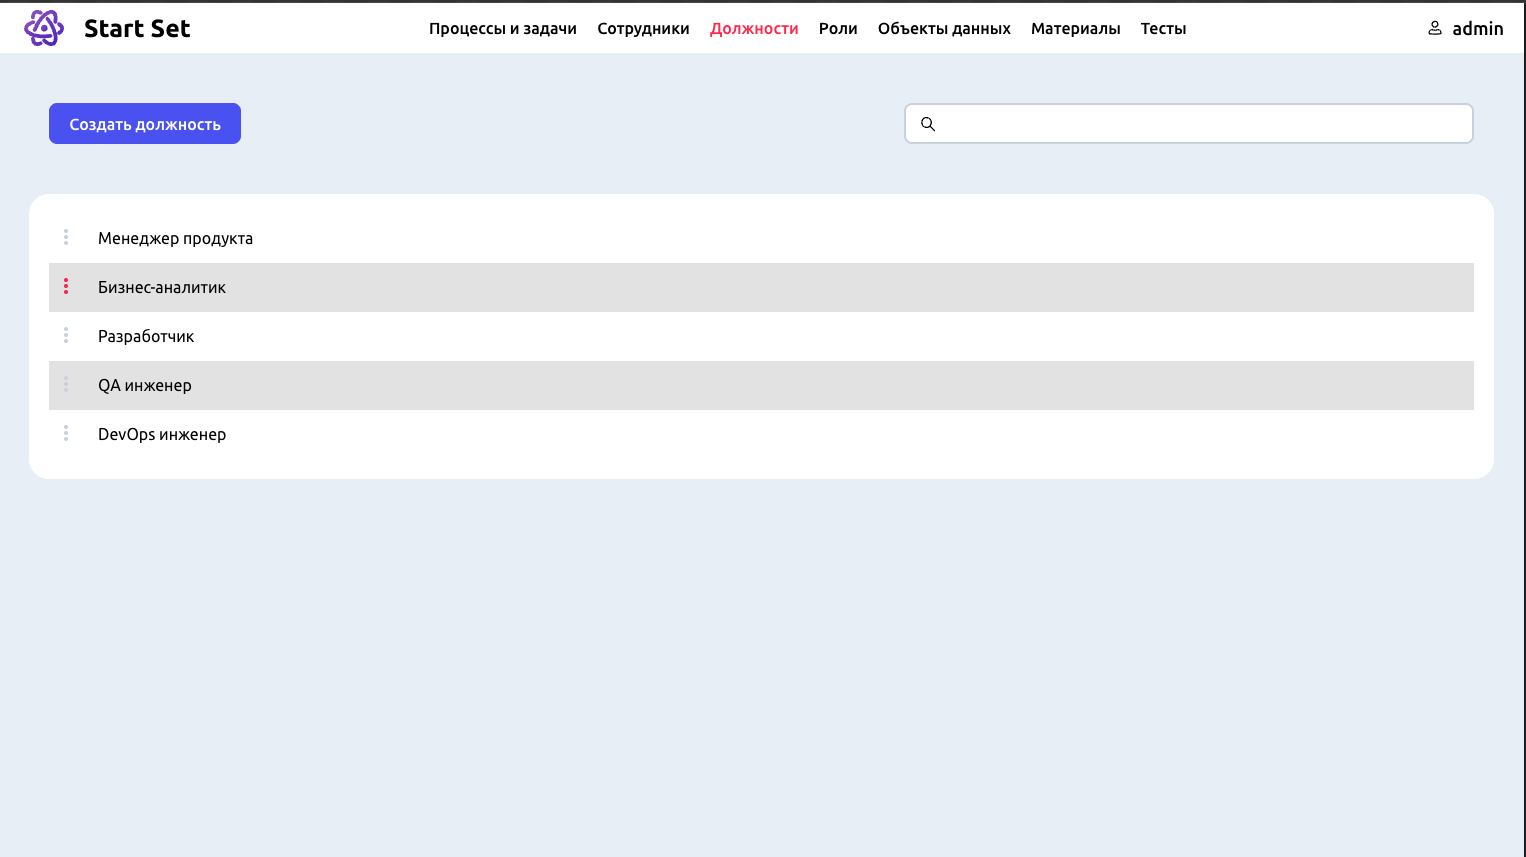 Start Set
Процессы и задачи Сотрудники Должности Роли Объекты данных Материалы Тесты
admin
Создать должность
Менеджер продукта
Бизнес-аналитик
Разработчик
QA инженер
DevOps инженер